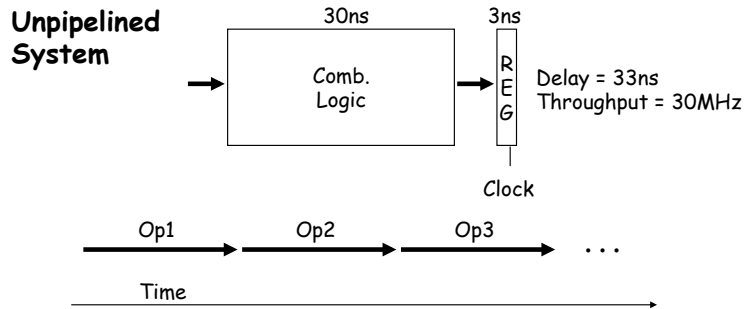 Unpipelined
System
30ns
3ns
Comb.
Logic
R
E
G
Delay = 33ns
Throughput = 30MHz
Clock
Op1
Op2
Op3
. . .
Time